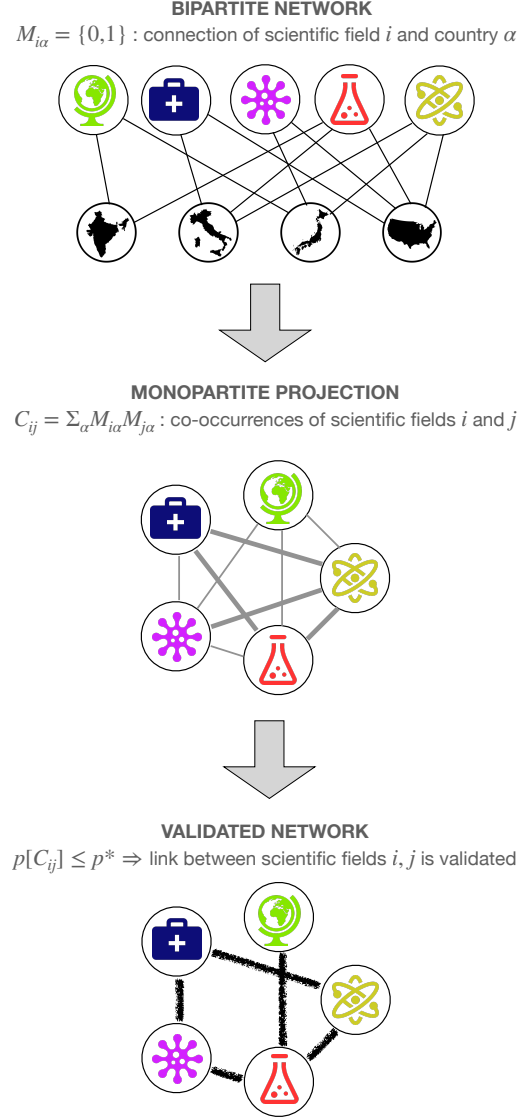 BIPARTITE NETWORK
M_{iα} = {0,1} : connection of scientific field i and country α
MONOPARTITE PROJECTION
C_{ij} = Σ_α M_{iα} M_{jα} : co-occurrences of scientific fields i and j
VALIDATED NETWORK
p[C_{ij}] ≤ p* ⇒ link between scientific fields i, j is validated